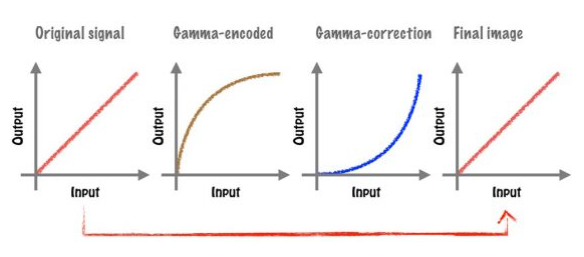 Original signal
Gamma-encoded
Gamma-correction
Final image
Output
Output
Output
Output
Input
Input
Input
Input